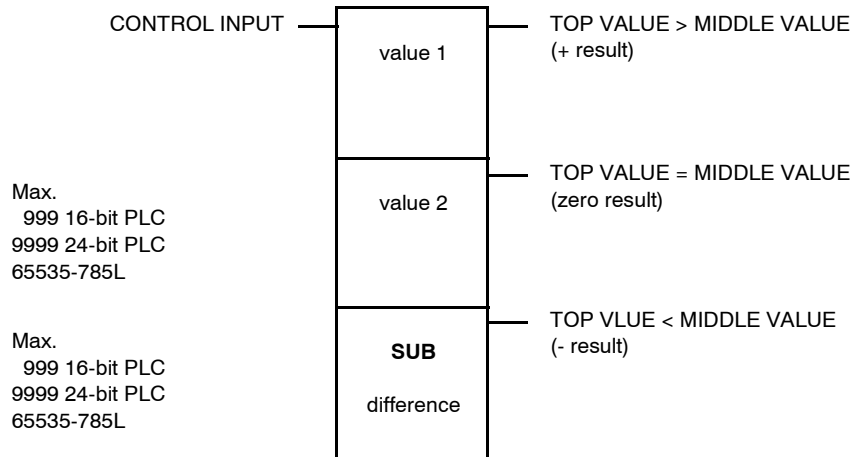 CONTROL INPUT
value 1
TOP VALUE > MIDDLE VALUE
(+ result)
Max.
999 16-bit PLC
9999 24-bit PLC
65535-785L
value 2
TOP VALUE = MIDDLE VALUE
(zero result)
Max.
999 16-bit PLC
9999 24-bit PLC
65535-785L
SUB
difference
TOP VLUE < MIDDLE VALUE
(- result)